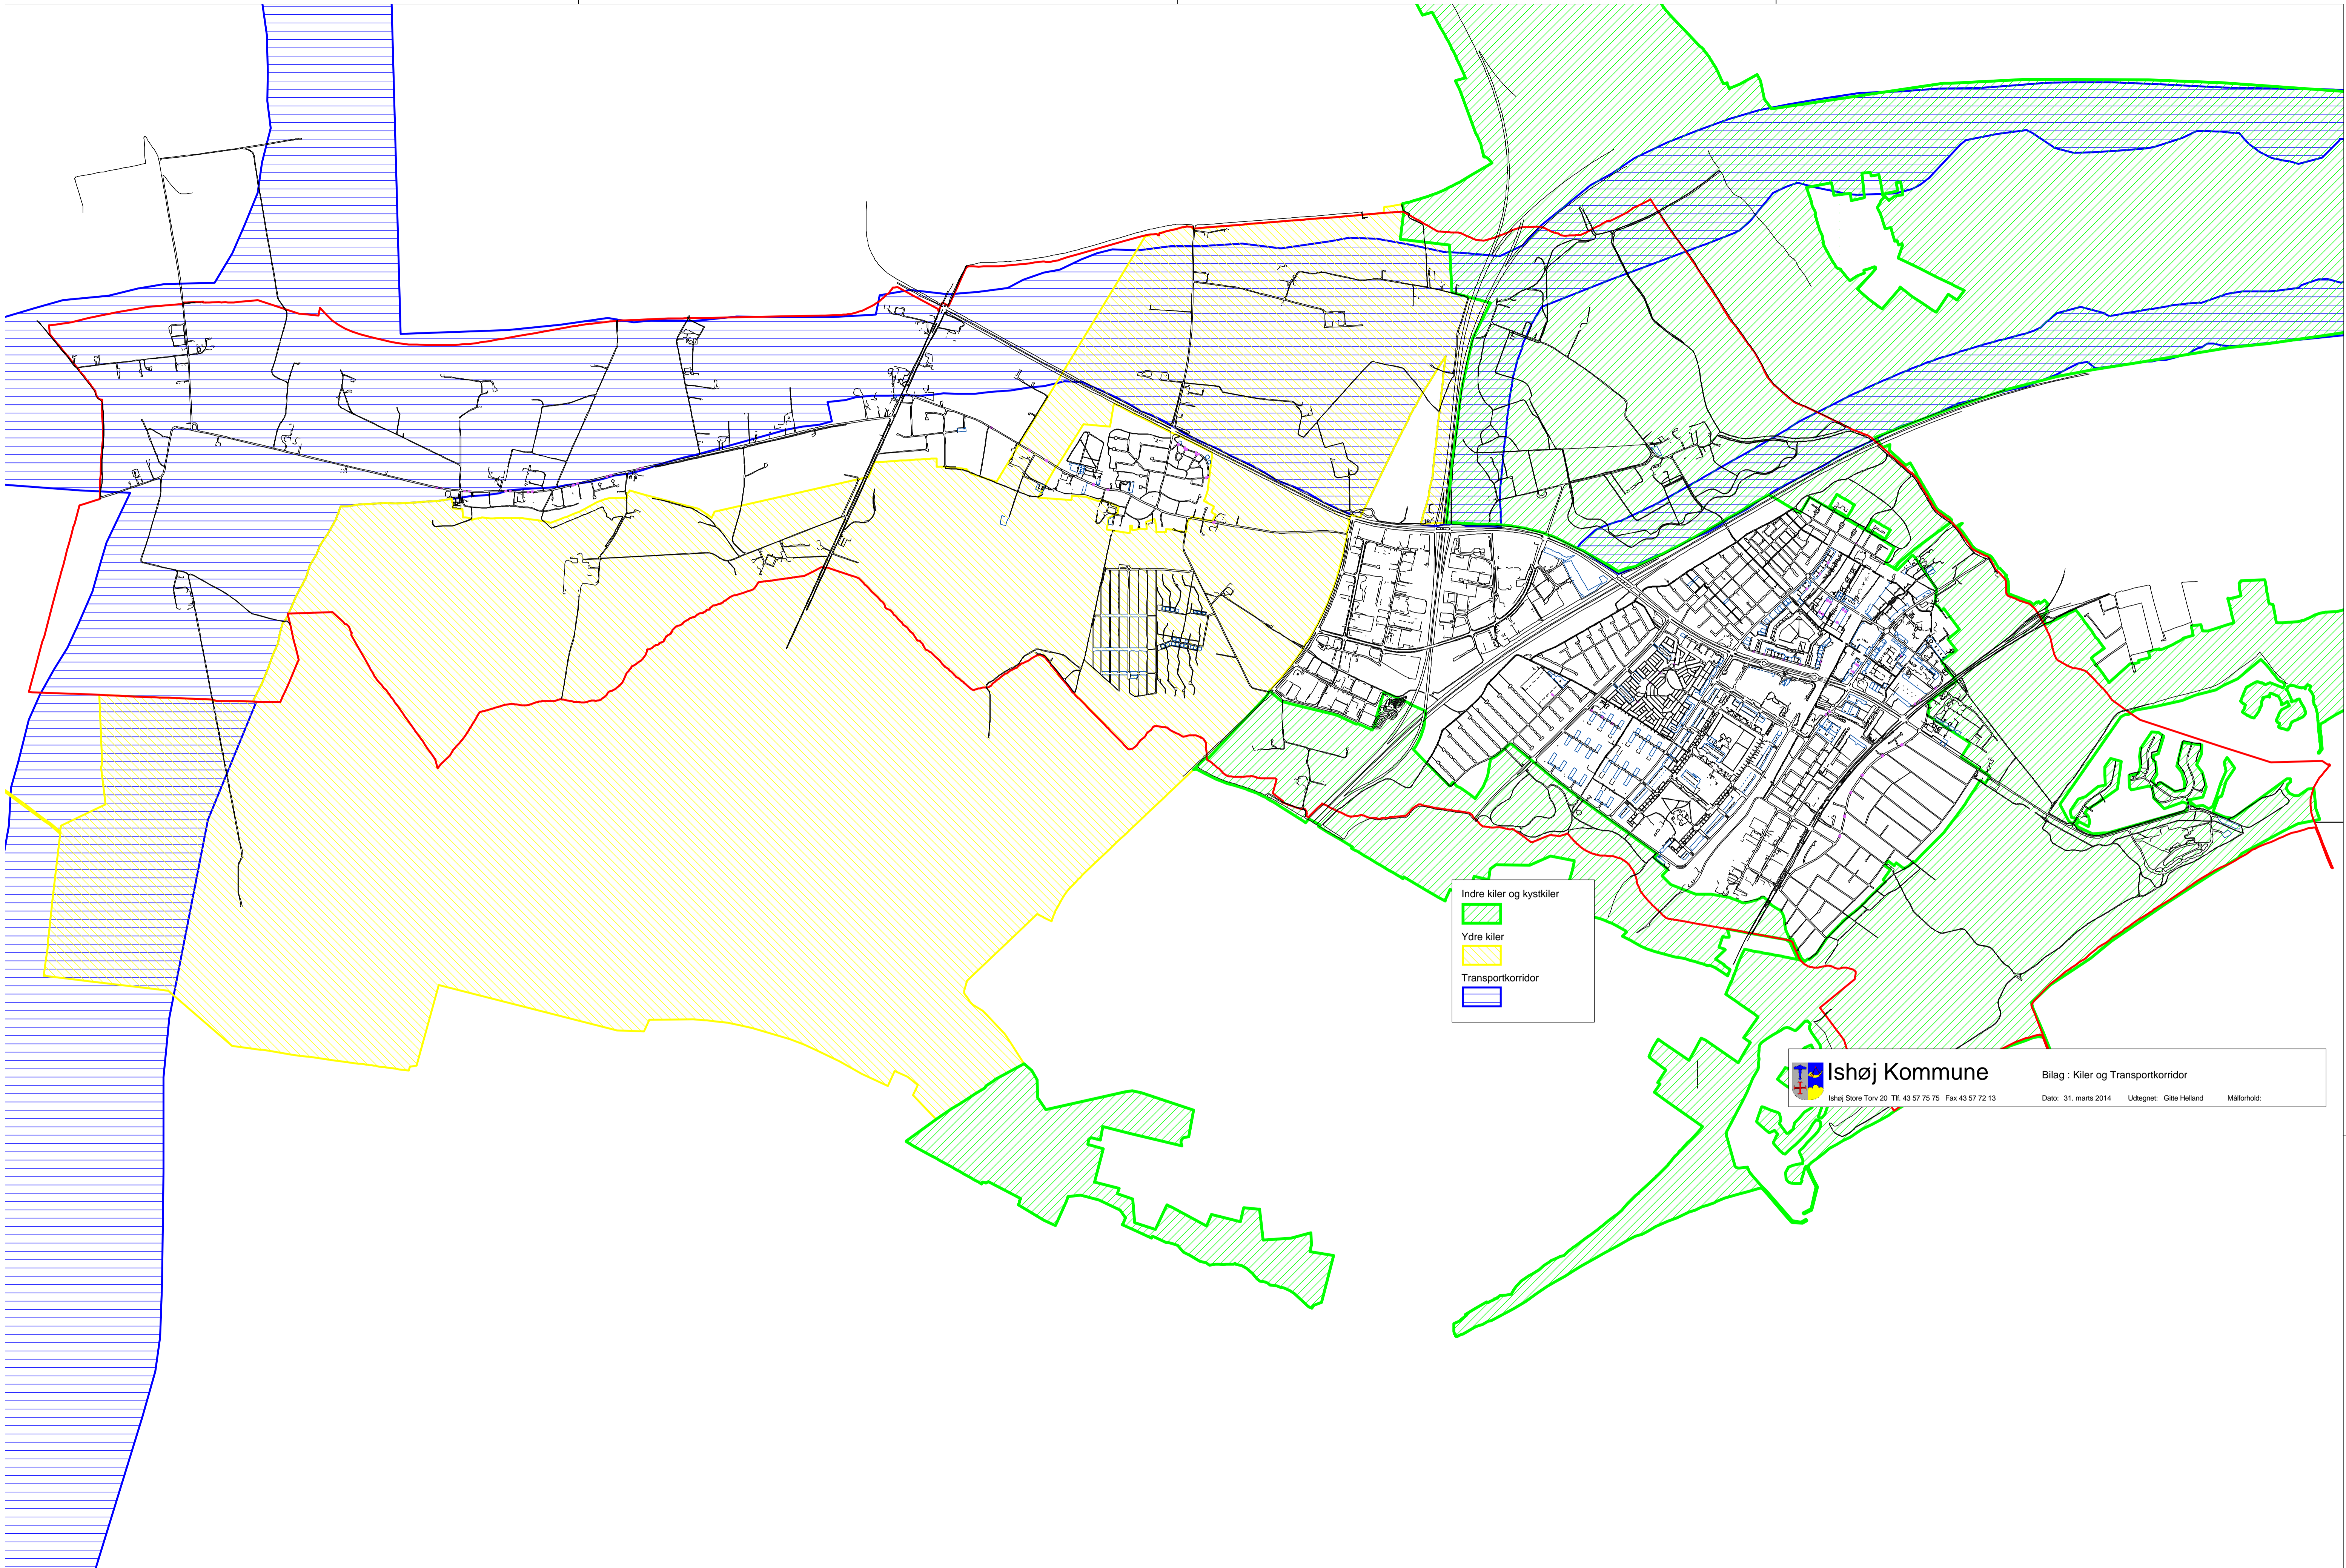 Indre kiler og kystkiler
Ydre kiler
Transportkorridor
Ishøj Kommune
Bilag : Kiler og Transportkorridor
Ishøj Store Torv 20 Tlf. 43 57 75 75 Fax 43 57 72 13
Dato: 31. marts 2014 Udtegnet: Gitte Helland Målforhold: